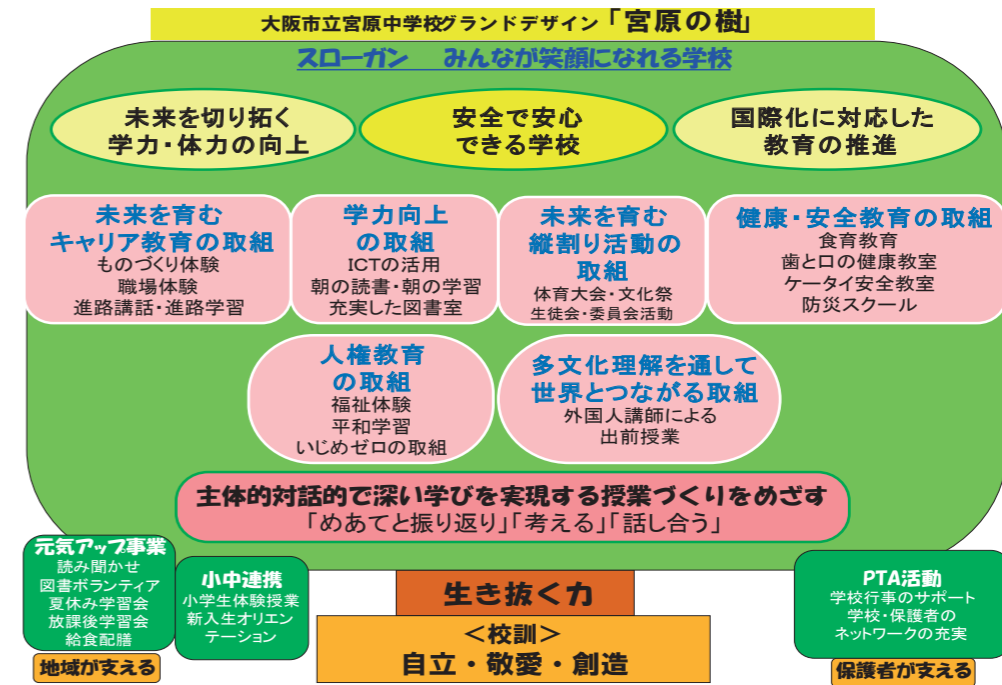 大阪市立宮原中学校グランドデザイン「宮原の樹」
スローガン　みんなが笑顔になれる学校
未来を切り拓く
学力・体力の向上
安全で安心
できる学校
国際化に対応した
教育の推進
未来を育む
キャリア教育の取組
ものづくり体験
職場体験
進路講話・進路学習
学力向上
の取組
ICTの活用
朝の読書・朝の学習
充実した図書室
未来を育む
縦割り活動の
取組
体育大会・文化祭
生徒会・委員会活動
健康・安全教育の取組
食育教育
歯と口の健康教室
ケータイ安全教室
防災スクール
人権教育
の取組
福祉体験
平和学習
いじめゼロの取組
多文化理解を通して
世界とつながる取組
外国人講師による
出前授業
主体的対話的で深い学びを実現する授業づくりをめざす
「めあてと振り返り」「考える」「話し合う」
元気アップ事業
読み聞かせ
図書ボランティア
夏休み学習会
放課後学習会
給食配膳
地域が支える
小中連携
小学生体験授業
新入生オリエン
テーション
生き抜く力
＜校訓＞
自立・敬愛・創造
PTA活動
学校行事のサポート
学校・保護者の
ネットワークの充実
保護者が支える